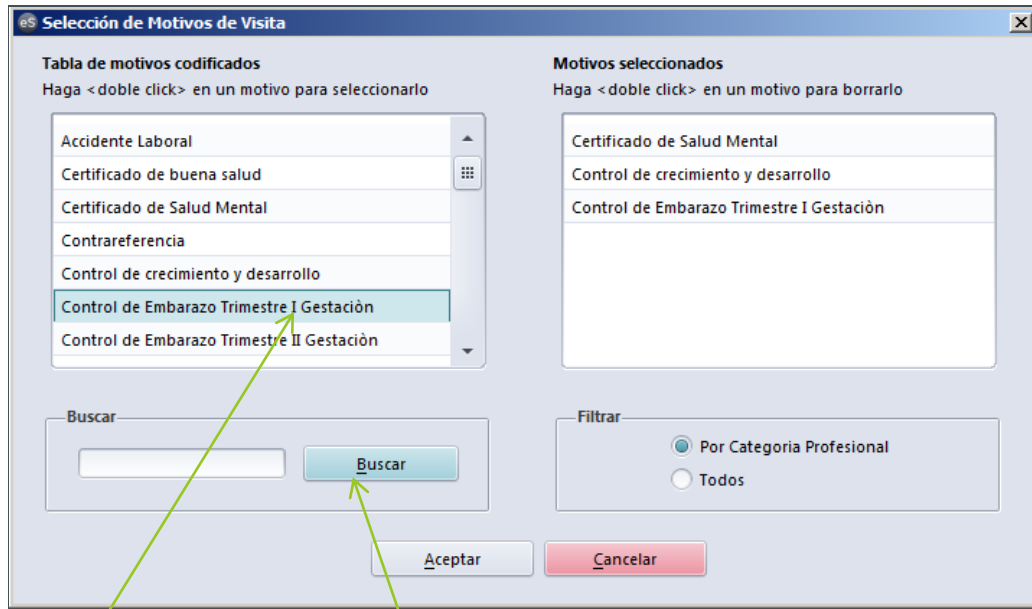 eS Selección de Motivos de Visita
Tabla de motivos codificados
Haga <doble click> en un motivo para seleccionarlo
Accidente Laboral
Certificado de buena salud
Certificado de Salud Mental
Contrareferencia
Control de crecimiento y desarrollo
Control de Embarazo Trimestre I Gestaciòn
Control de Embarazo Trimestre II Gestaciòn
Motivos seleccionados
Haga <doble click> en un motivo para borrarlo
Certificado de Salud Mental
Control de crecimiento y desarrollo
Control de Embarazo Trimestre I Gestaciòn
Buscar
Buscar
Filtrar
Por Categoria Profesional
Todos
Aceptar
Cancelar